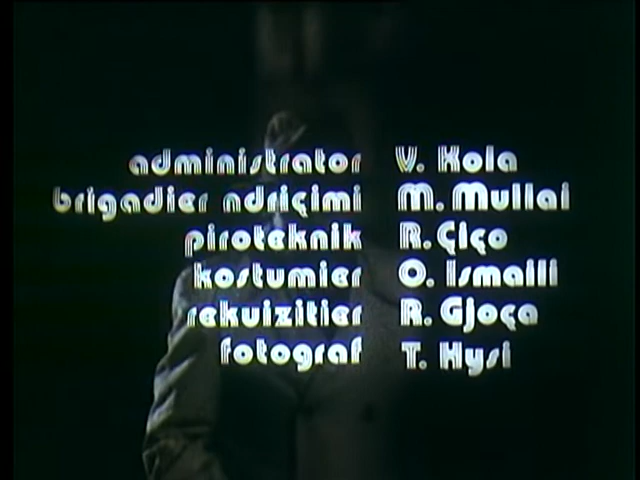 administrator V. Kola
brigadier ndriçimi M. Mullai
piroteknik R. Çiço
kostumier O. Ismaili
rekuizitier R. Gjoça
fotograf T. Hysi